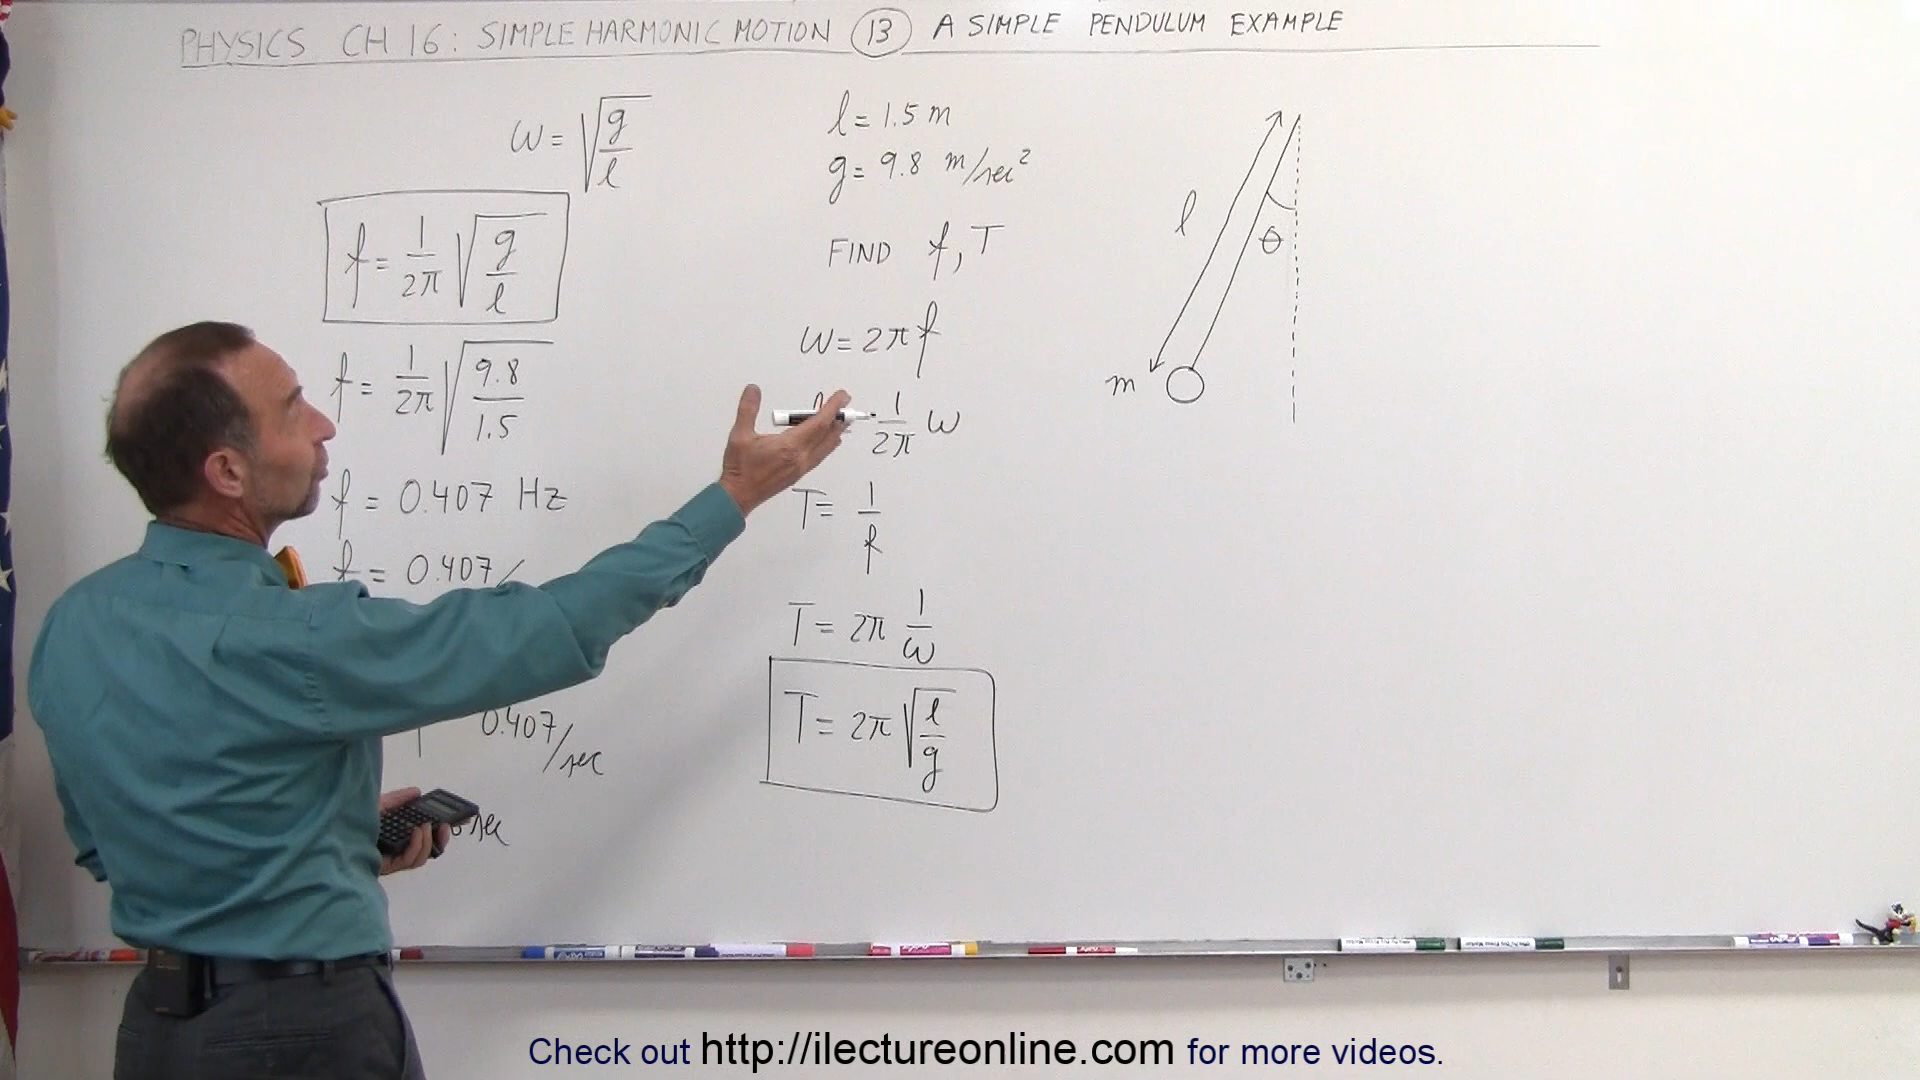 PHYSICS CH 16: SIMPLE HARMONIC MOTION 13 A SIMPLE PENDULUM EXAMPLE
ω = √(g/l)
f = 1/2π √(g/l)
f = 1/2π √(9.8/1.5)
f = 0.407 Hz
f = 0.407/
0.407/sec
sec
l = 1.5 m
g = 9.8 m/sec²
FIND f, T
ω = 2πf
1/2π ω
T = 1/f
T = 2π 1/ω
T = 2π √(l/g)
l
θ
m
Check out http://ilectureonline.com for more videos.